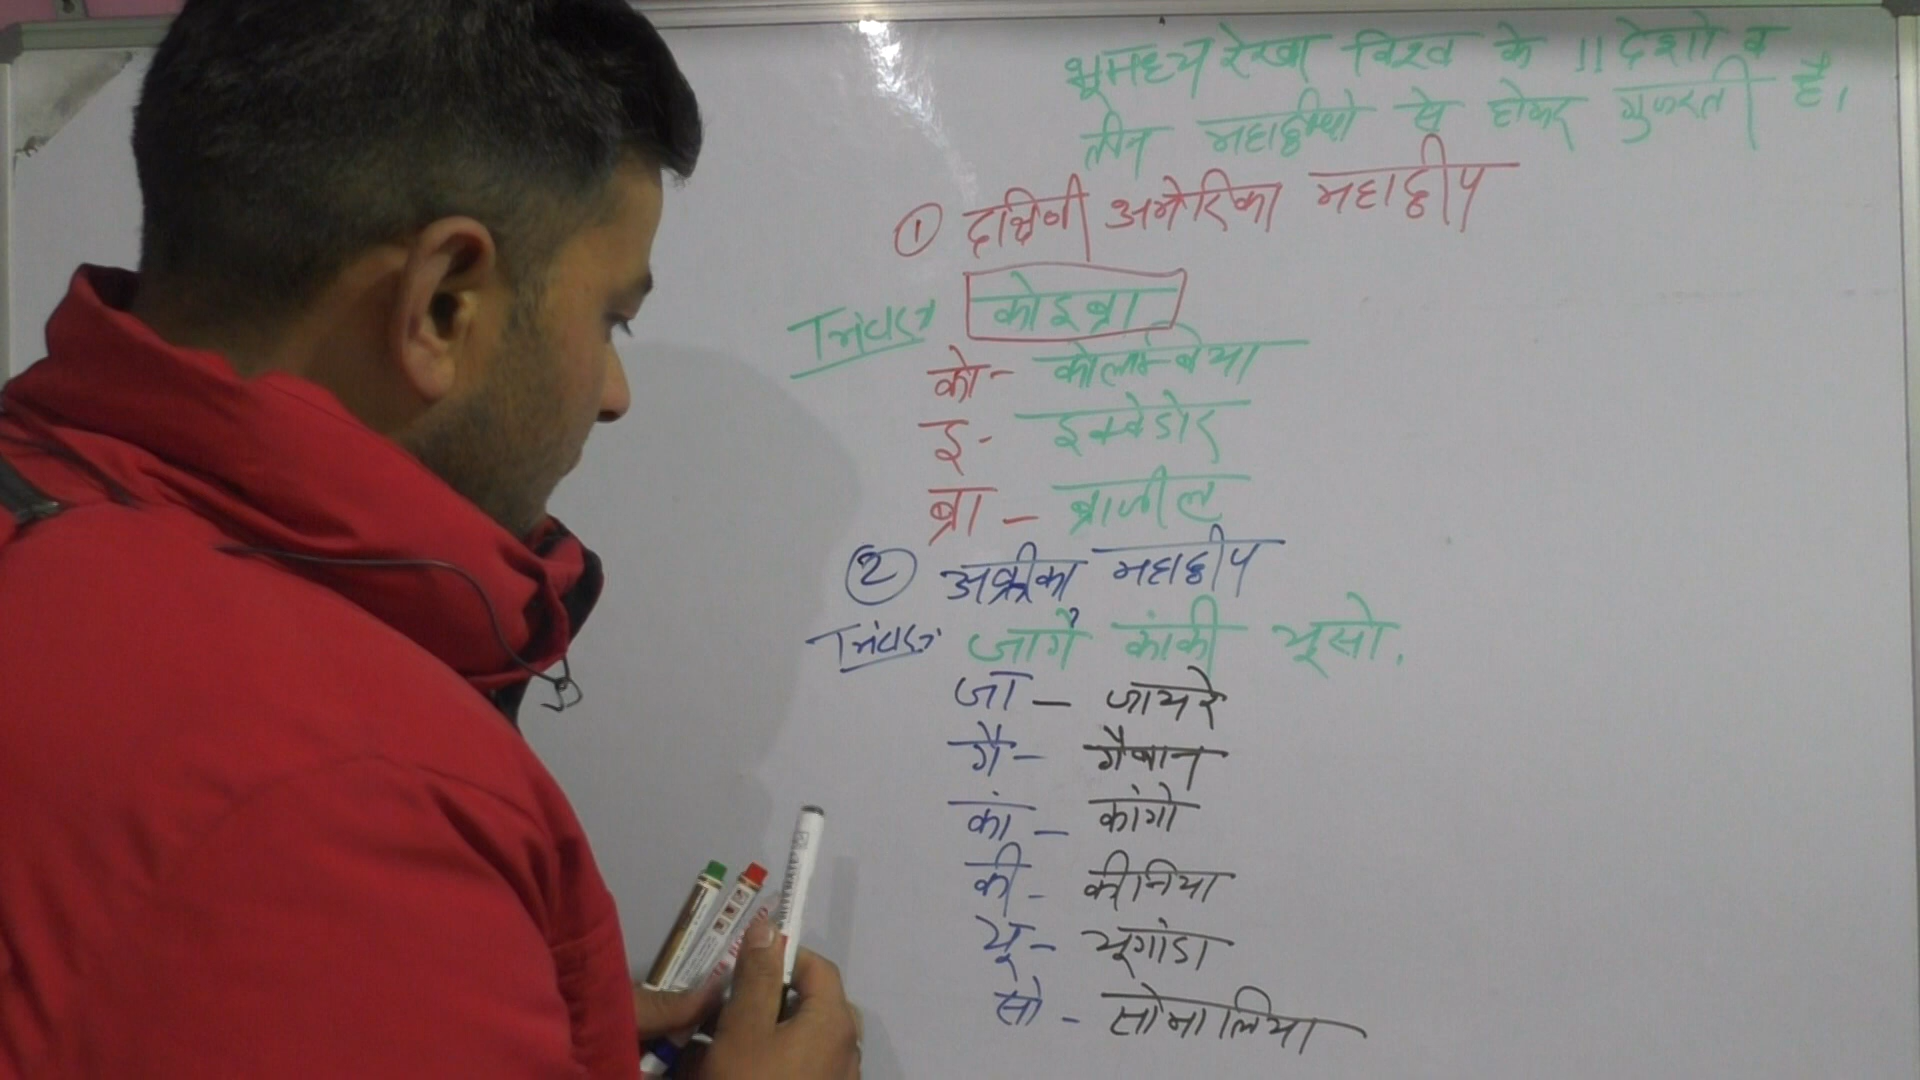 भूमध्य रेखा विश्व के 11 देशो व
तीन महाद्वीपो से होकर गुजरती है।
① दक्षिणी अमेरिका महाद्वीप
कोइब्रा
को - कोलम्बिया
इ - इक्वेडोर
ब्रा - ब्राजील
② अफ्रीका महाद्वीप
जागै कांकी यूसो.
जा - जायरे
गै - गैबान
कां - कांगो
की - कीनिया
यू - यूगांडा
सो - सोमालिया